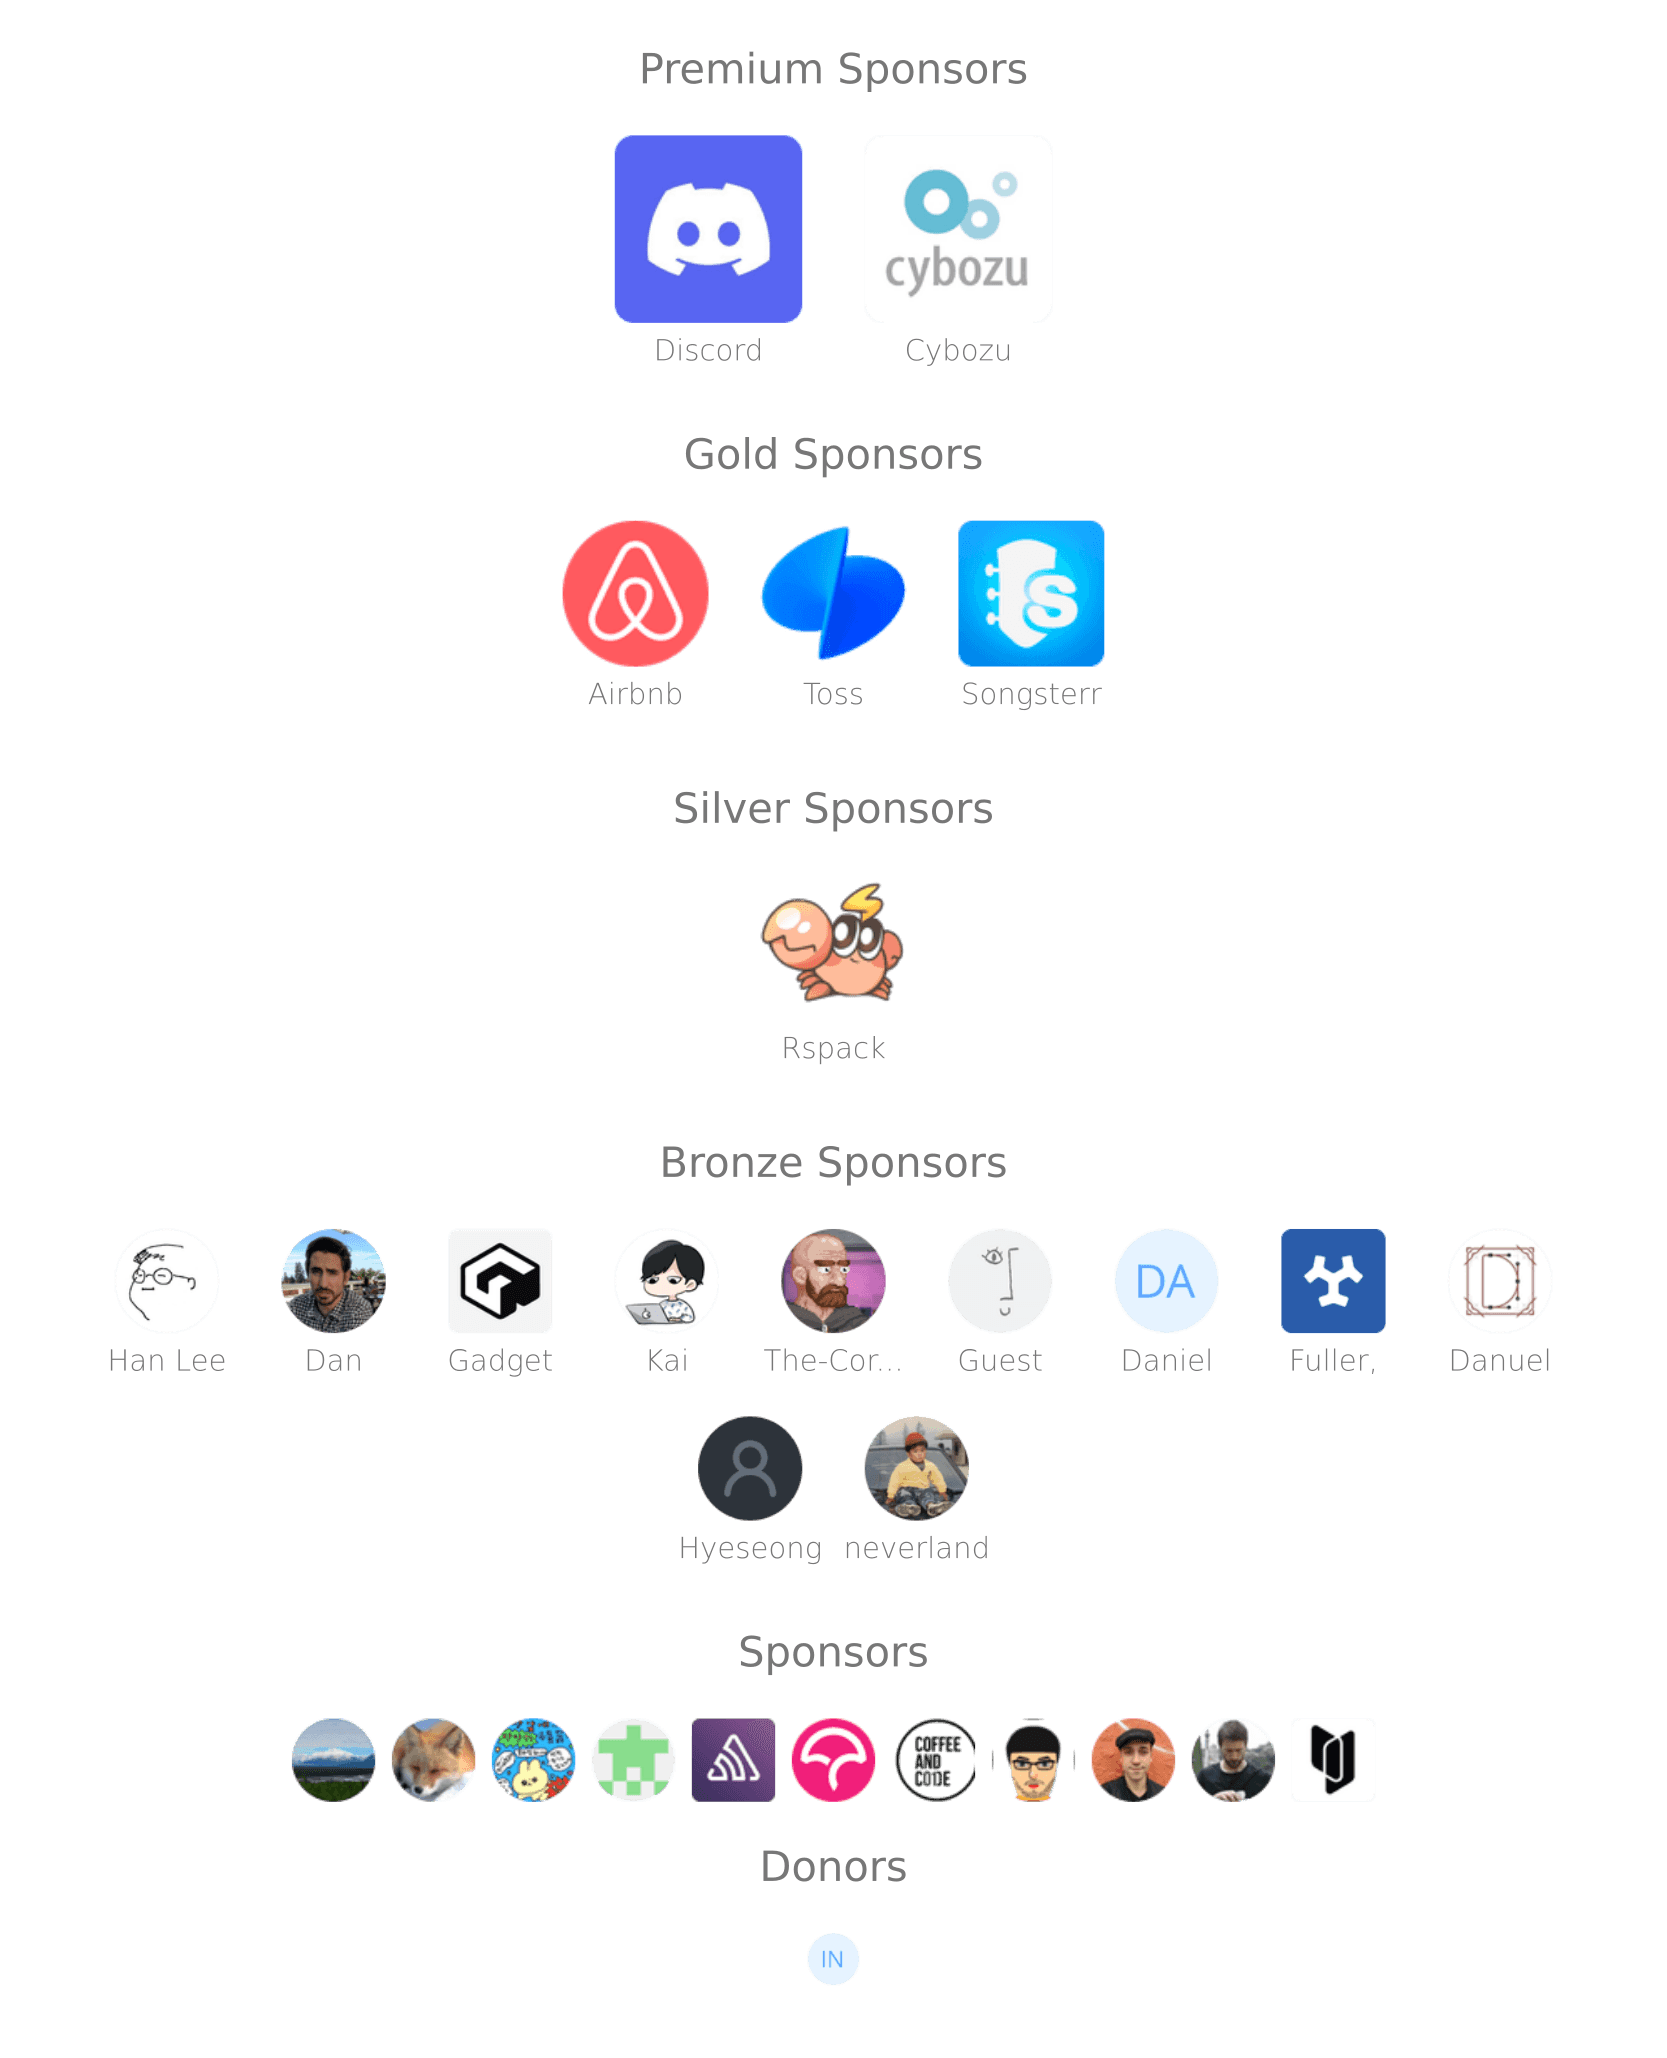 Premium Sponsors
cybozu
Discord Cybozu
Gold Sponsors
S
Airbnb Toss Songsterr
Silver Sponsors
Rspack
Bronze Sponsors
DA
D
Han Lee Dan Gadget Kai The-Cor... Guest Daniel Fuller, Danuel
Hyeseong neverland
Sponsors
COFFEE
AND
CODE
Donors
IN